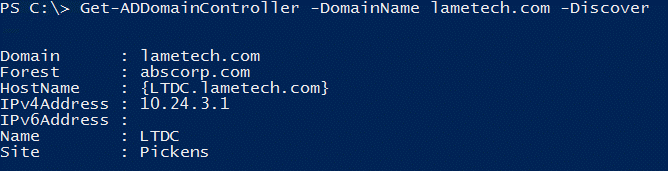 PS C:\> Get-ADDomainController -DomainName lametech.com -Discover
Domain : lametech.com
Forest : abscorp.com
HostName : {LTDC.lametech.com}
IPv4Address : 10.24.3.1
IPv6Address :
Name : LTDC
Site : Pickens